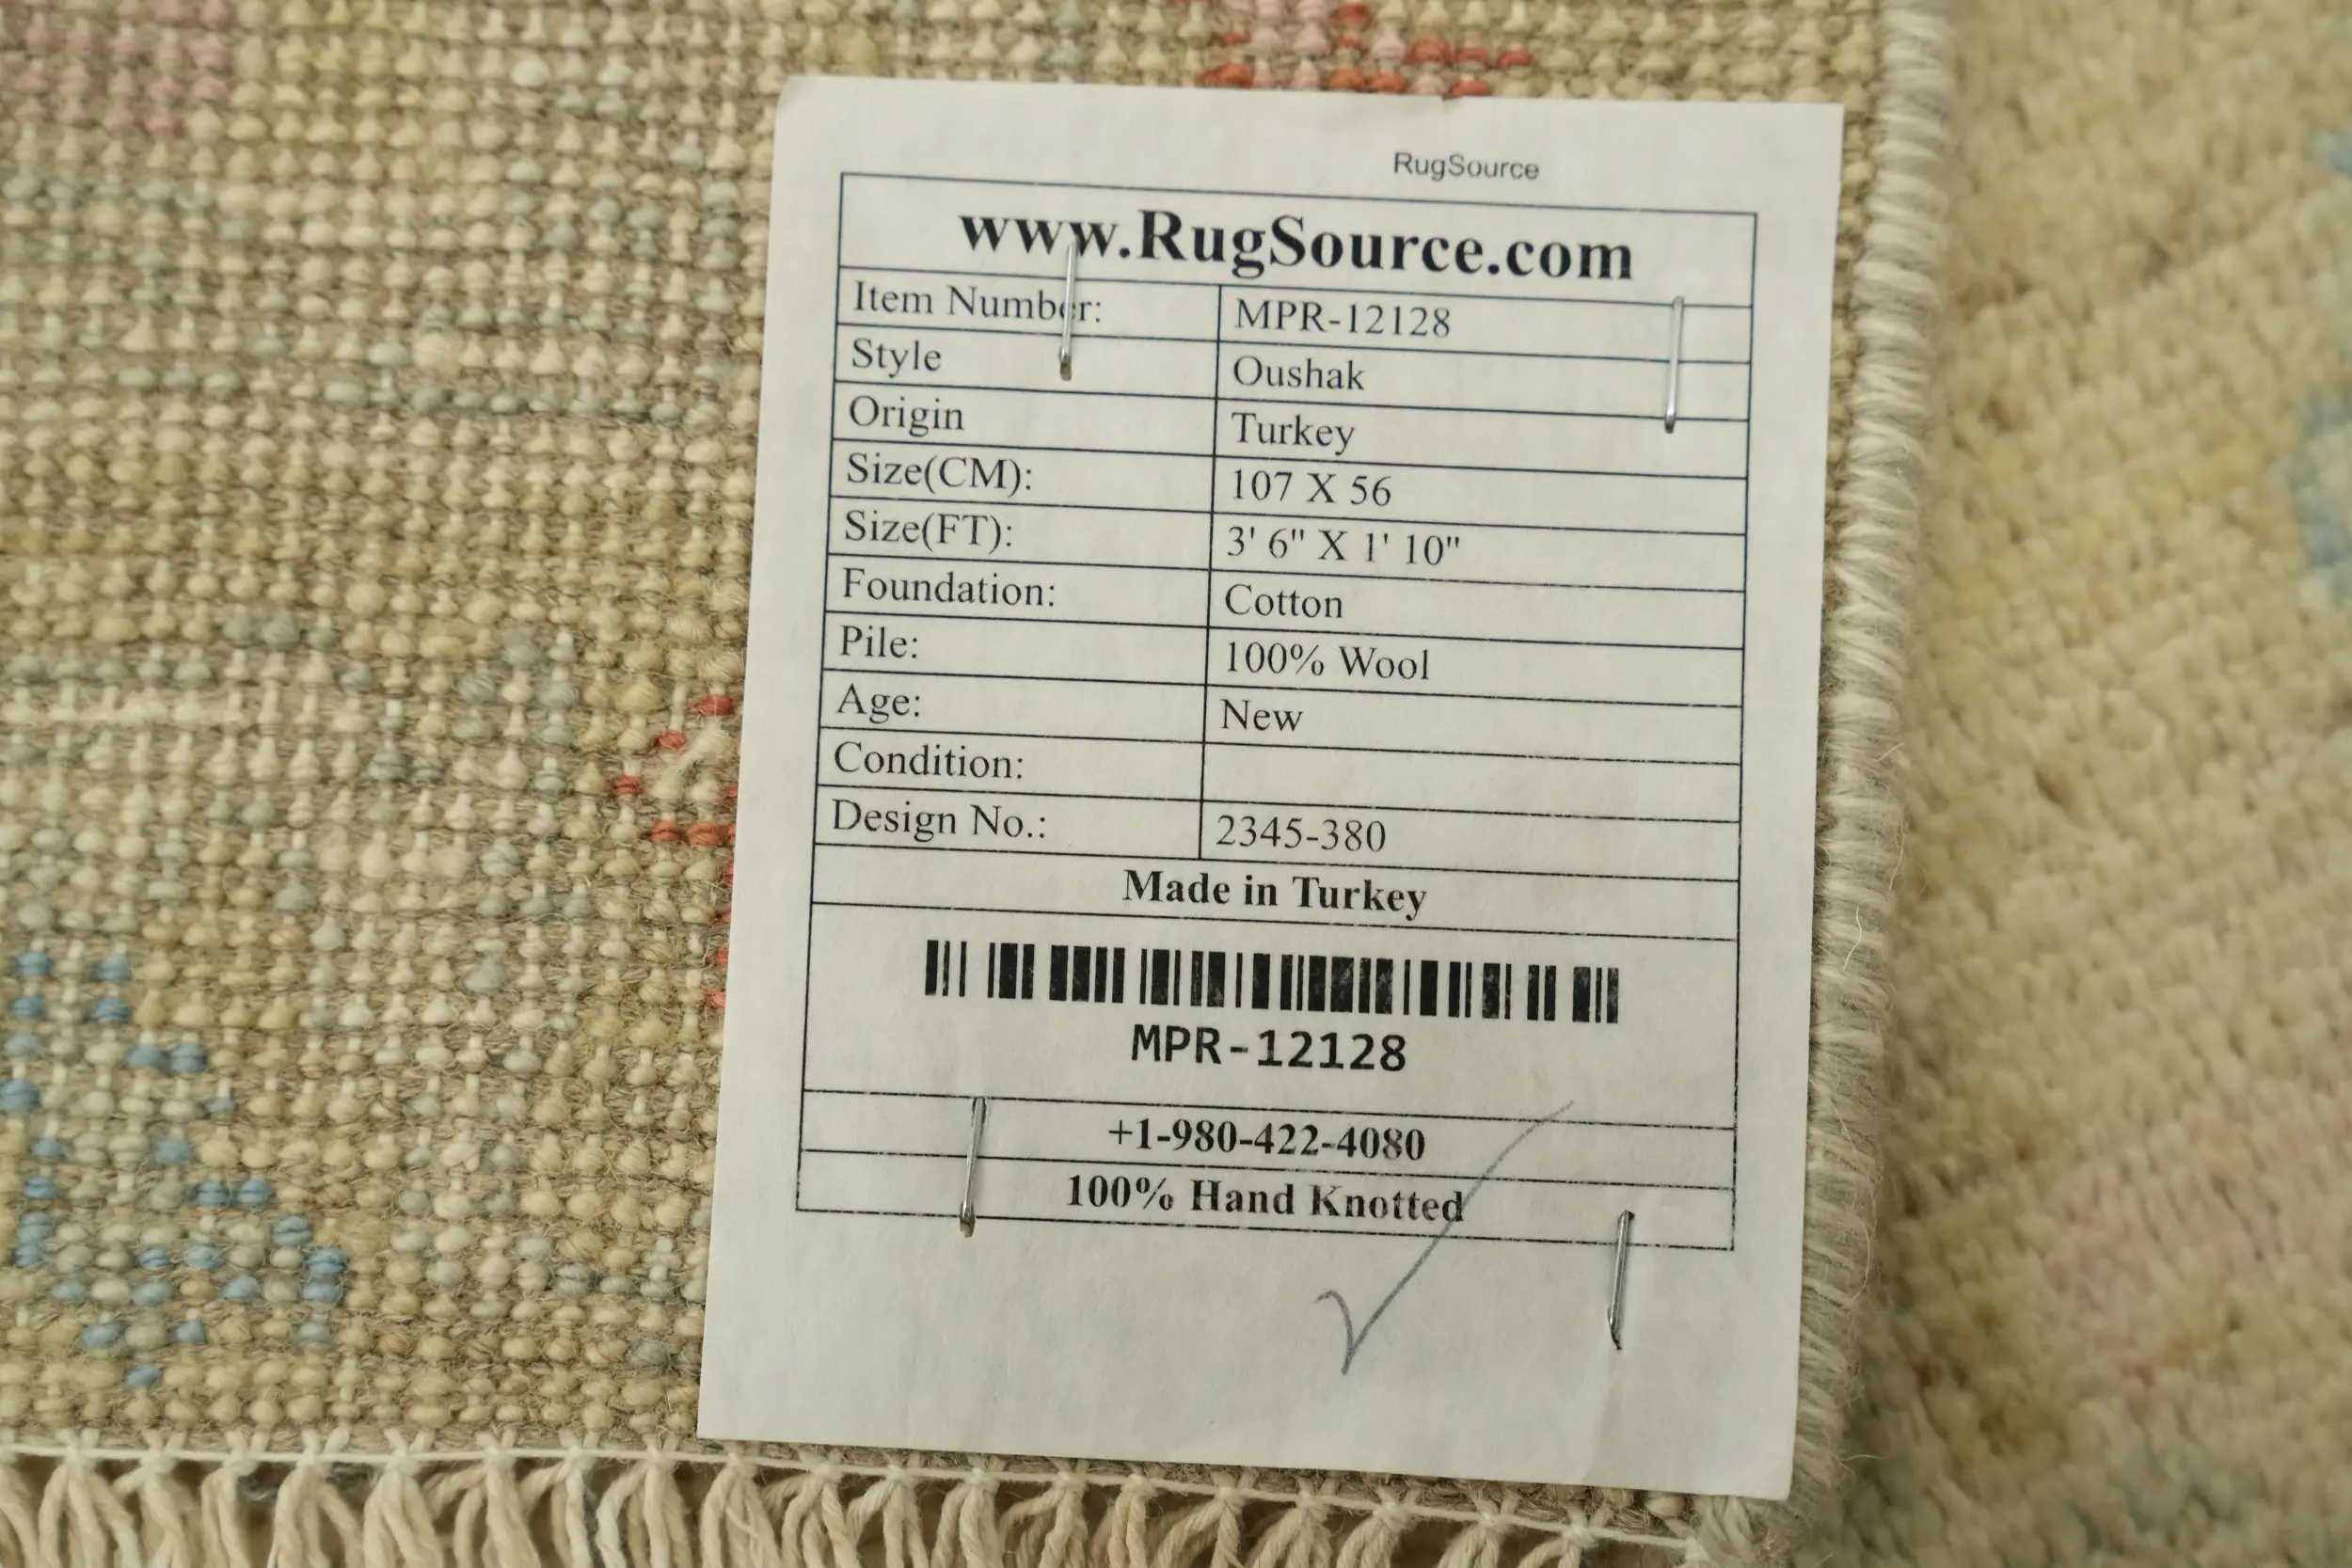 RugSource
www.RugSource.com
Item Number: MPR-12128
Style Oushak
Origin Turkey
Size(CM): 107 X 56
Size(FT): 3' 6" X 1' 10"
Foundation: Cotton
Pile: 100% Wool
Age: New
Condition:
Design No.: 2345-380
Made in Turkey
MPR-12128
+1-980-422-4080
100% Hand Knotted